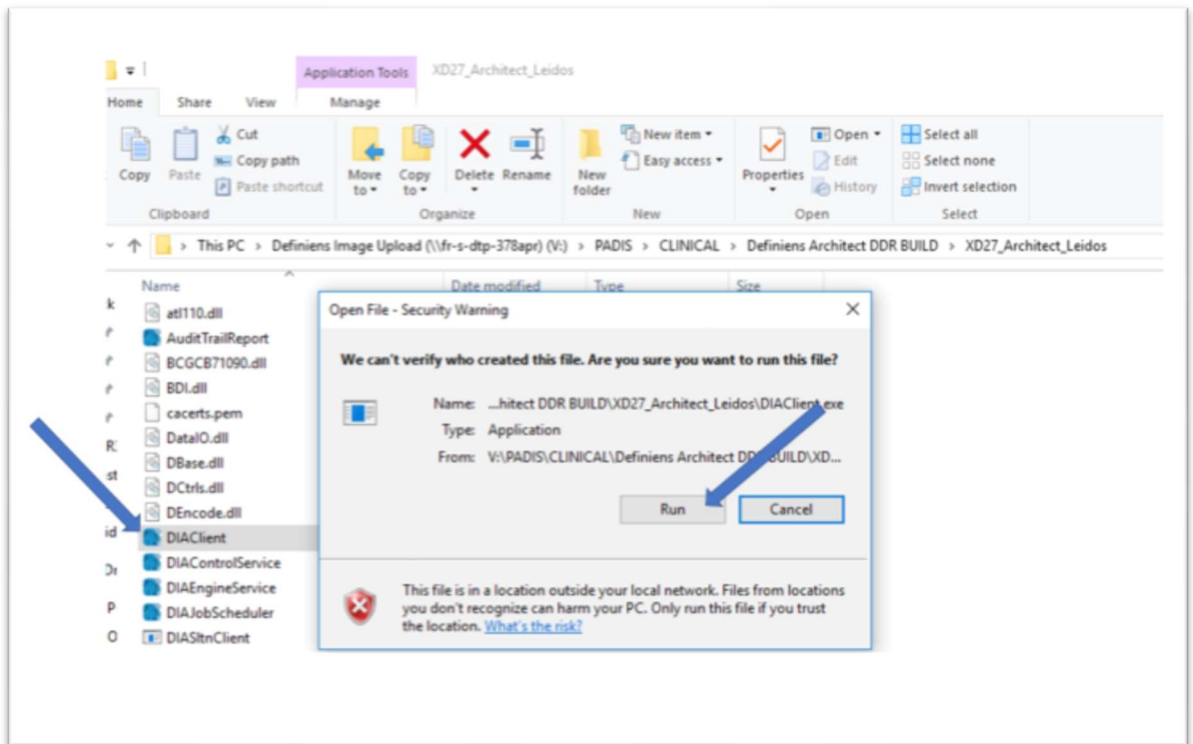 Application Tools XD27_Architect_Leidos
Home Share View Manage
Copy
Paste
Cut
Copy path
Paste shortcut
Move to
Copy to
Delete
Rename
New folder
New item
Easy access
Properties
Open
Edit
History
Select all
Select none
Invert selection
Clipboard Organize New Open Select
> This PC > Definiens Image Upload (\\fr-s-dtp-378apr) (V:) > PADIS > CLINICAL > Definiens Architect DDR BUILD > XD27_Architect_Leidos
Name Date modified Type Size
atl110.dll
AuditTrailReport
BCGCB71090.dll
BDI.dll
cacerts.pem
DataIO.dll
DBase.dll
DCtrls.dll
DEncode.dll
DIAClient
DIAControlService
DIAEngineService
DIAJobScheduler
DIASltnClient
Open File - Security Warning
We can't verify who created this file. Are you sure you want to run this file?
Name: ...hitect DDR BUILD\XD27_Architect_Leidos\DIAClient.exe
Type: Application
From: V:\PADIS\CLINICAL\Definiens Architect DDR BUILD\XD...
Run Cancel
This file is in a location outside your local network. Files from locations
you don't recognize can harm your PC. Only run this file if you trust
the location. What's the risk?